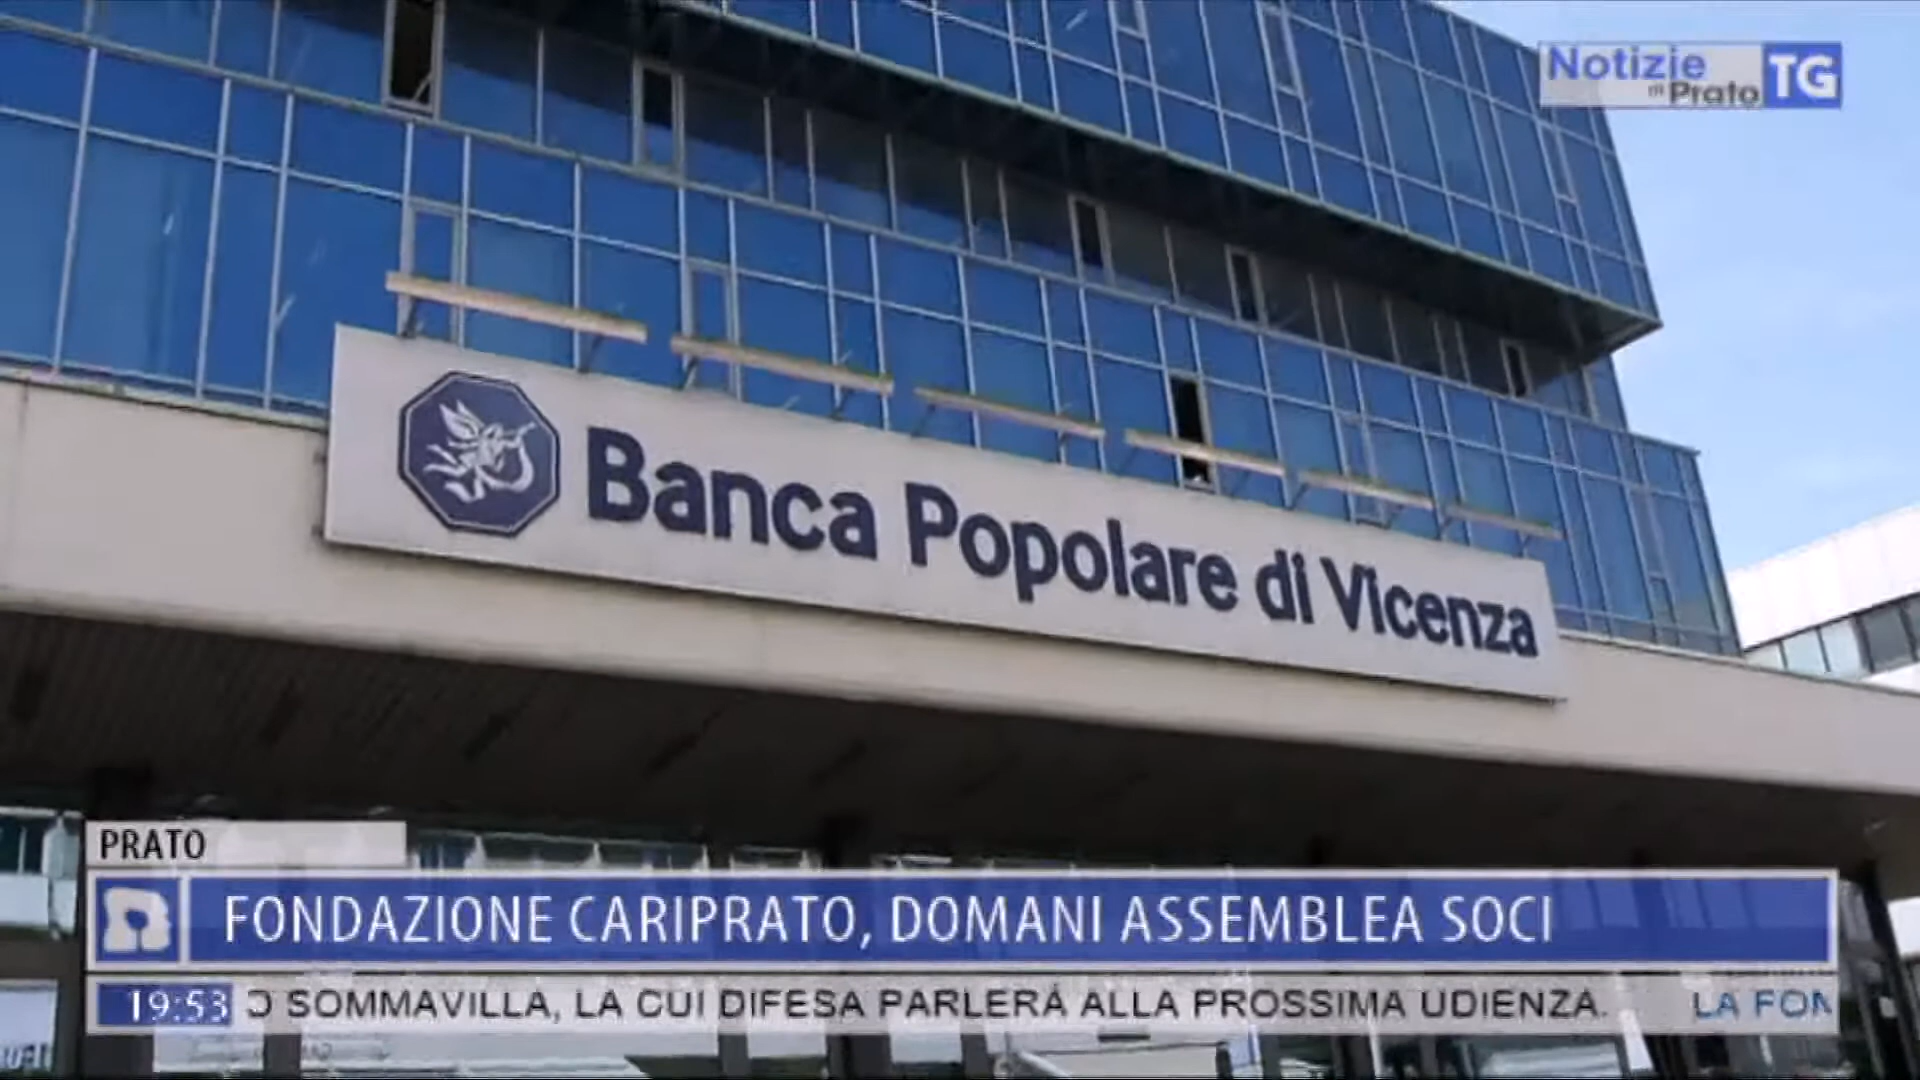 Notizie
di Prato TG
Banca Popolare di Vicenza
PRATO
FONDAZIONE CARIPRATO, DOMANI ASSEMBLEA SOCI
19:53 O SOMMAVILLA, LA CUI DIFESA PARLERÁ ALLA PROSSIMA UDIENZA. LA FON